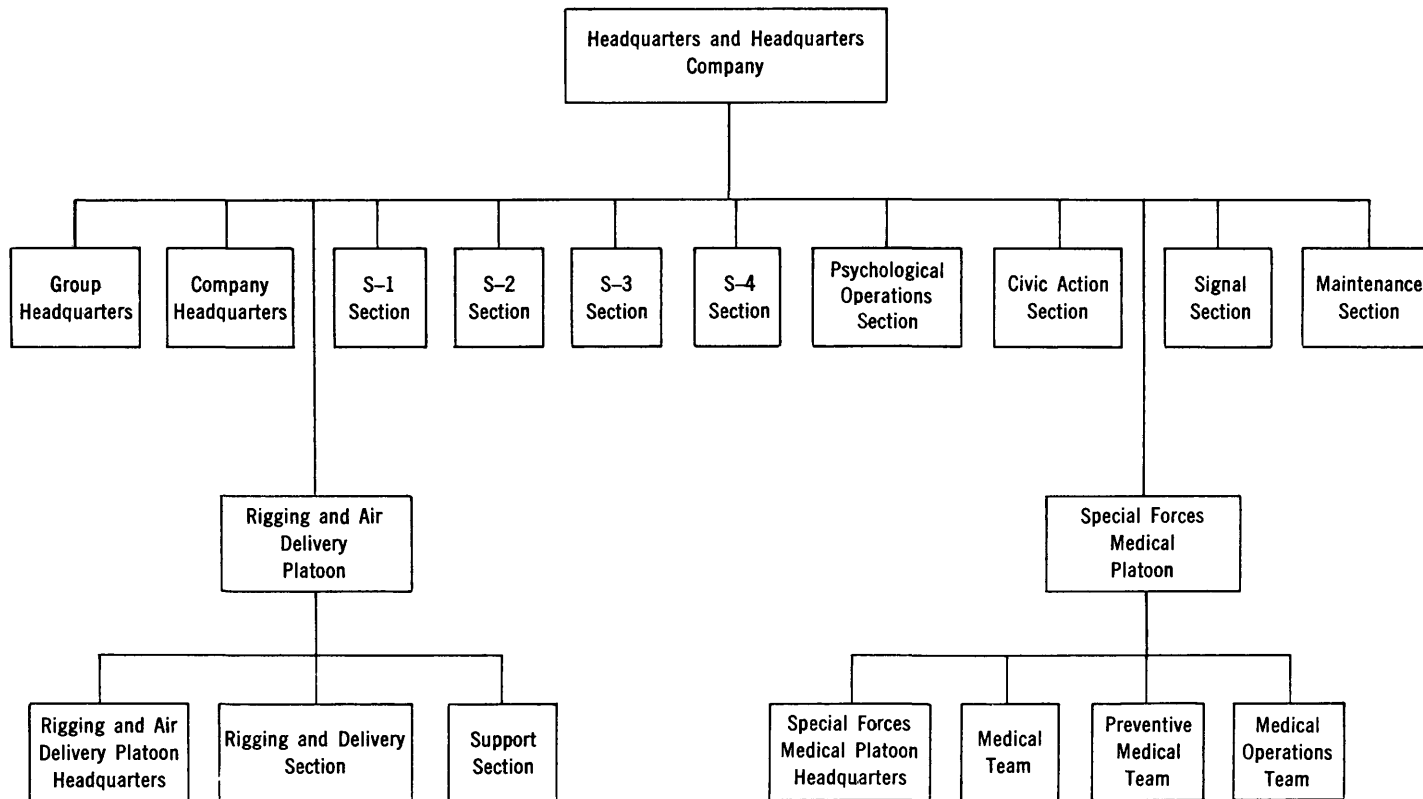 Headquarters and Headquarters
Company
Group
Headquarters
Company
Headquarters
S–1
Section
S–2
Section
S–3
Section
S–4
Section
Psychological
Operations
Section
Civic Action
Section
Signal
Section
Maintenance
Section
Rigging and Air
Delivery
Platoon
Special Forces
Medical
Platoon
Rigging and Air
Delivery Platoon
Headquarters
Rigging and Delivery
Section
Support
Section
Special Forces
Medical Platoon
Headquarters
Medical
Team
Preventive
Medical
Team
Medical
Operations
Team